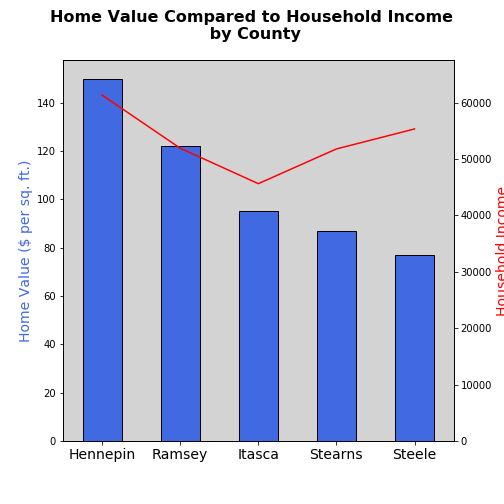 Home Value Compared to Household Income
by County
Home Value ($ per sq. ft.)
140
120
100
80
60
40
20
0
60000
50000
40000
30000
20000
10000
0
Household Income
Hennepin
Ramsey
Itasca
Stearns
Steele